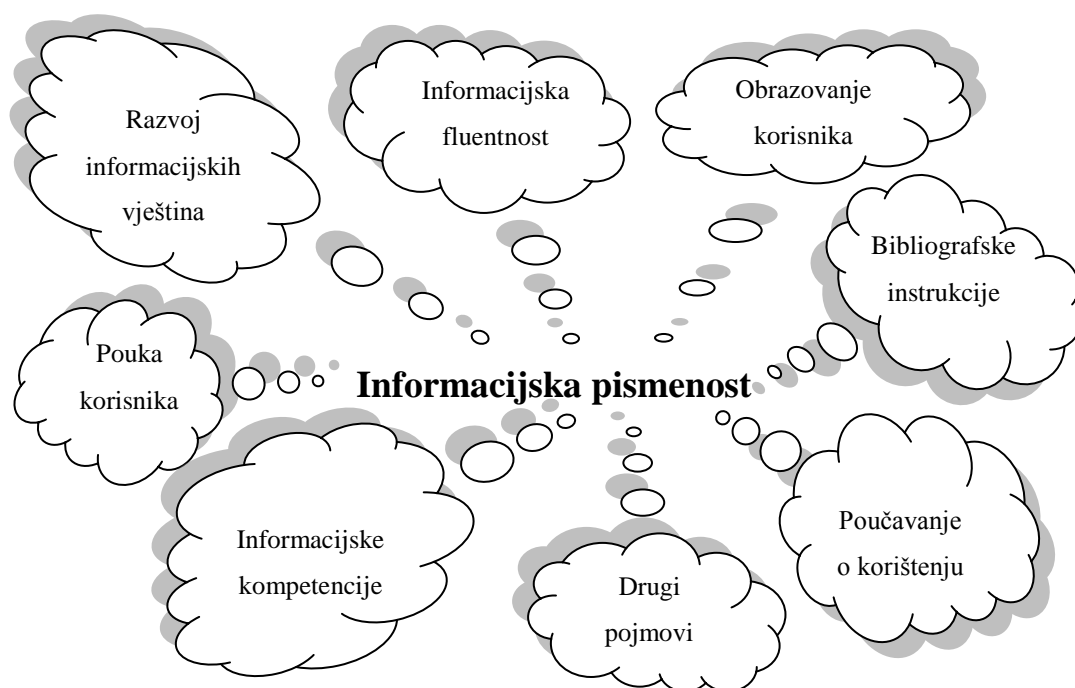 Razvoj
informacijskih
vještina
Informacijska
fluentnost
Obrazovanje
korisnika
Bibliografske
instrukcije
Pouka
korisnika
Informacijska pismenost
Informacijske
kompetencije
Drugi
pojmovi
Poučavanje
o korištenju